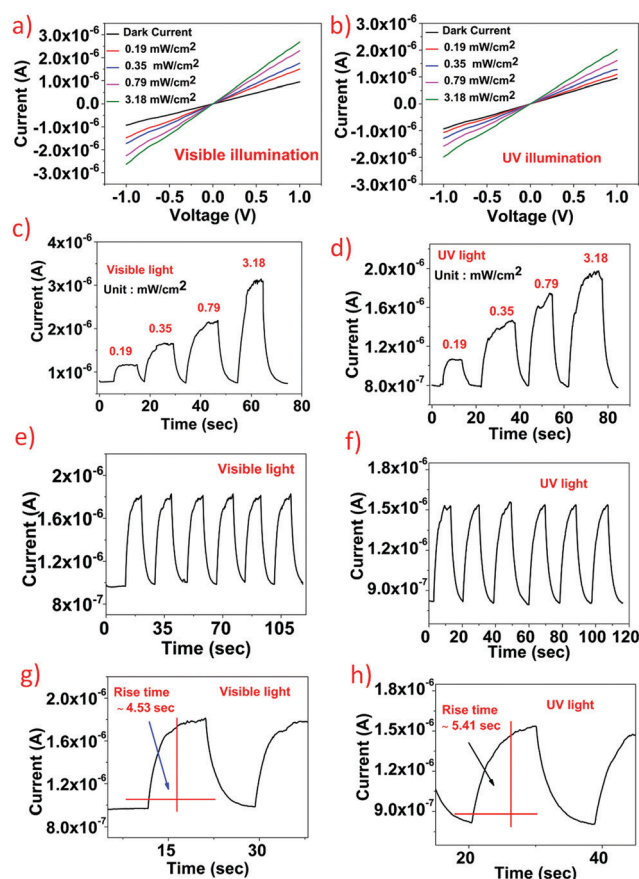 a)
3.0x10-6
2.0x10-6
1.0x10-6
0.0
-1.0x10-6
-2.0x10-6
-3.0x10-6
Current (A)
Dark Current
0.19 mW/cm2
0.35 mW/cm2
0.79 mW/cm2
3.18 mW/cm2
Visible illumination
-1.0 -0.5 0.0 0.5 1.0
Voltage (V)
b)
3.0x10-6
2.0x10-6
1.0x10-6
0.0
-1.0x10-6
-2.0x10-6
-3.0x10-6
Current (A)
Dark Current
0.19 mW/cm2
0.35 mW/cm2
0.79 mW/cm2
3.18 mW/cm2
UV illumination
-1.0 -0.5 0.0 0.5 1.0
Voltage (V)
c)
4x10-6
3x10-6
2x10-6
1x10-6
Current (A)
Visible light
Unit : mW/cm2
0.19
0.35
0.79
3.18
0 20 40 60 80
Time (sec)
d)
2.0x10-6
1.6x10-6
1.2x10-6
8.0x10-7
Current (A)
UV light
Unit : mW/cm2
0.19
0.35
0.79
3.18
0 20 40 60 80
Time (sec)
e)
2x10-6
2x10-6
1x10-6
8x10-7
Current (A)
Visible light
0 35 70 105
Time (sec)
f)
1.8x10-6
1.5x10-6
1.2x10-6
9.0x10-7
Current (A)
UV light
0 20 40 60 80 100 120
Time (sec)
g)
1.8x10-6
1.4x10-6
1.0x10-6
8.0x10-7
Current (A)
Rise time
~ 4.53 sec
Visible light
15 30
Time (sec)
h)
1.8x10-6
1.5x10-6
1.2x10-6
9.0x10-7
Current (A)
Rise time
~ 5.41 sec
UV light
20 40
Time (sec)